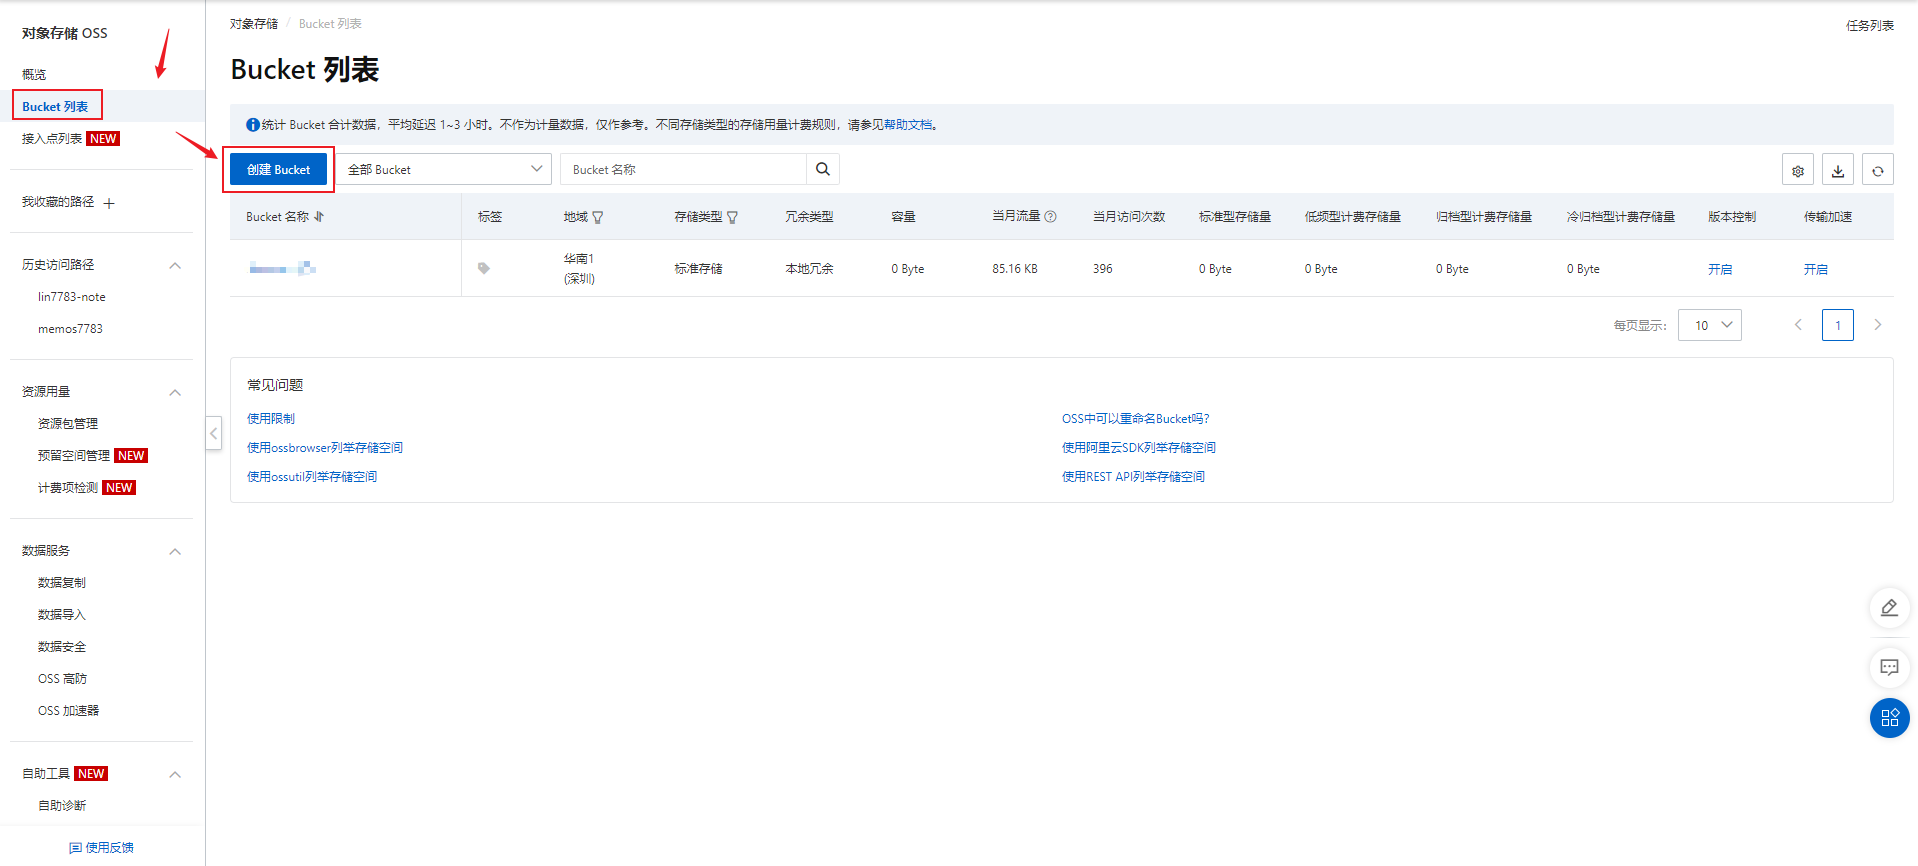 对象存储 OSS
概览
Bucket 列表
接入点列表 NEW
我收藏的路径
历史访问路径
lin7783-note
memos7783
资源用量
资源包管理
预留空间管理 NEW
计费项检测 NEW
数据服务
数据复制
数据导入
数据安全
OSS 高防
OSS 加速器
自助工具 NEW
自助诊断
使用反馈
对象存储 / Bucket 列表
任务列表
Bucket 列表
统计 Bucket 合计数据，平均延迟 1~3 小时。不作为计量数据，仅作参考。不同存储类型的存储用量计费规则，请参见帮助文档。
创建 Bucket 全部 Bucket Bucket 名称
Bucket 名称 标签 地域 存储类型 冗余类型 容量 当月流量 当月访问次数 标准型存储量 低频型计费存储量 归档型计费存储量 冷归档型计费存储量 版本控制 传输加速
华南1
(深圳)
标准存储 本地冗余 0 Byte 85.16 KB 396 0 Byte 0 Byte 0 Byte 0 Byte 开启 开启
每页显示： 10 1
常见问题
使用限制
OSS中可以重命名Bucket吗?
使用ossbrowser列举存储空间
使用阿里云SDK列举存储空间
使用ossutil列举存储空间
使用REST API列举存储空间